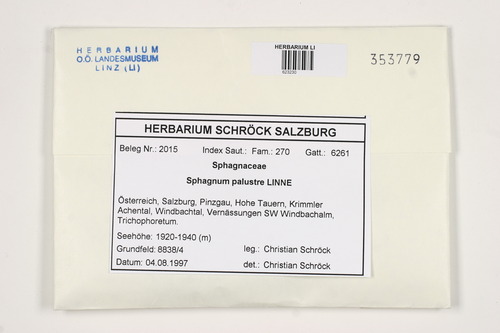 HERBARIUM
O.Ö. LANDESMUSEUM
LINZ (LI)
HERBARIUM LI
623230
353779
HERBARIUM SCHRÖCK SALZBURG
Beleg Nr.: 2015 Index Saut.: Fam.: 270 Gatt.: 6261
Sphagnaceae
Sphagnum palustre LINNE
Österreich, Salzburg, Pinzgau, Hohe Tauern, Krimmler
Achental, Windbachtal, Vernässungen SW Windbachalm,
Trichophoretum.
Seehöhe: 1920-1940 (m)
Grundfeld: 8838/4 leg.: Christian Schröck
Datum: 04.08.1997 det.: Christian Schröck